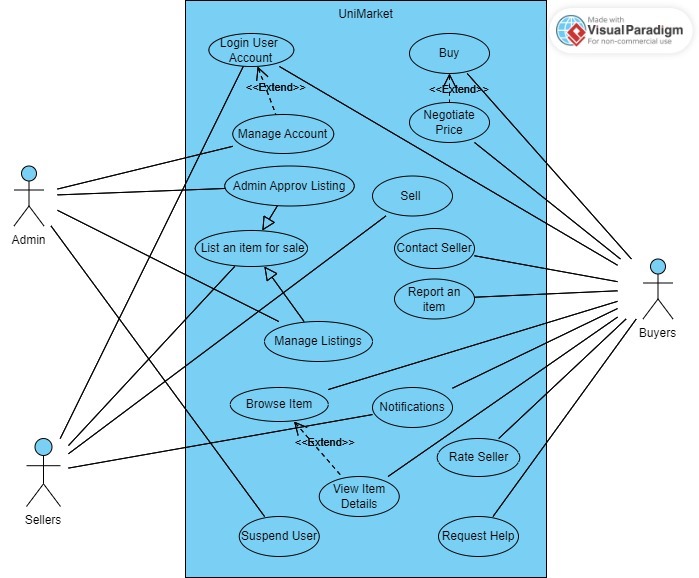 UniMarket
Made with
VisualParadigm
For non-commercial use
Login User
Account
Buy
<<Extend>>
<<Extend>>
Manage Account
Negotiate
Price
Admin Approv Listing
Sell
Admin
List an item for sale
Contact Seller
Report an
item
Buyers
Manage Listings
Browse Item
Notifications
<<Extend>>
Rate Seller
View Item
Details
Sellers
Suspend User
Request Help